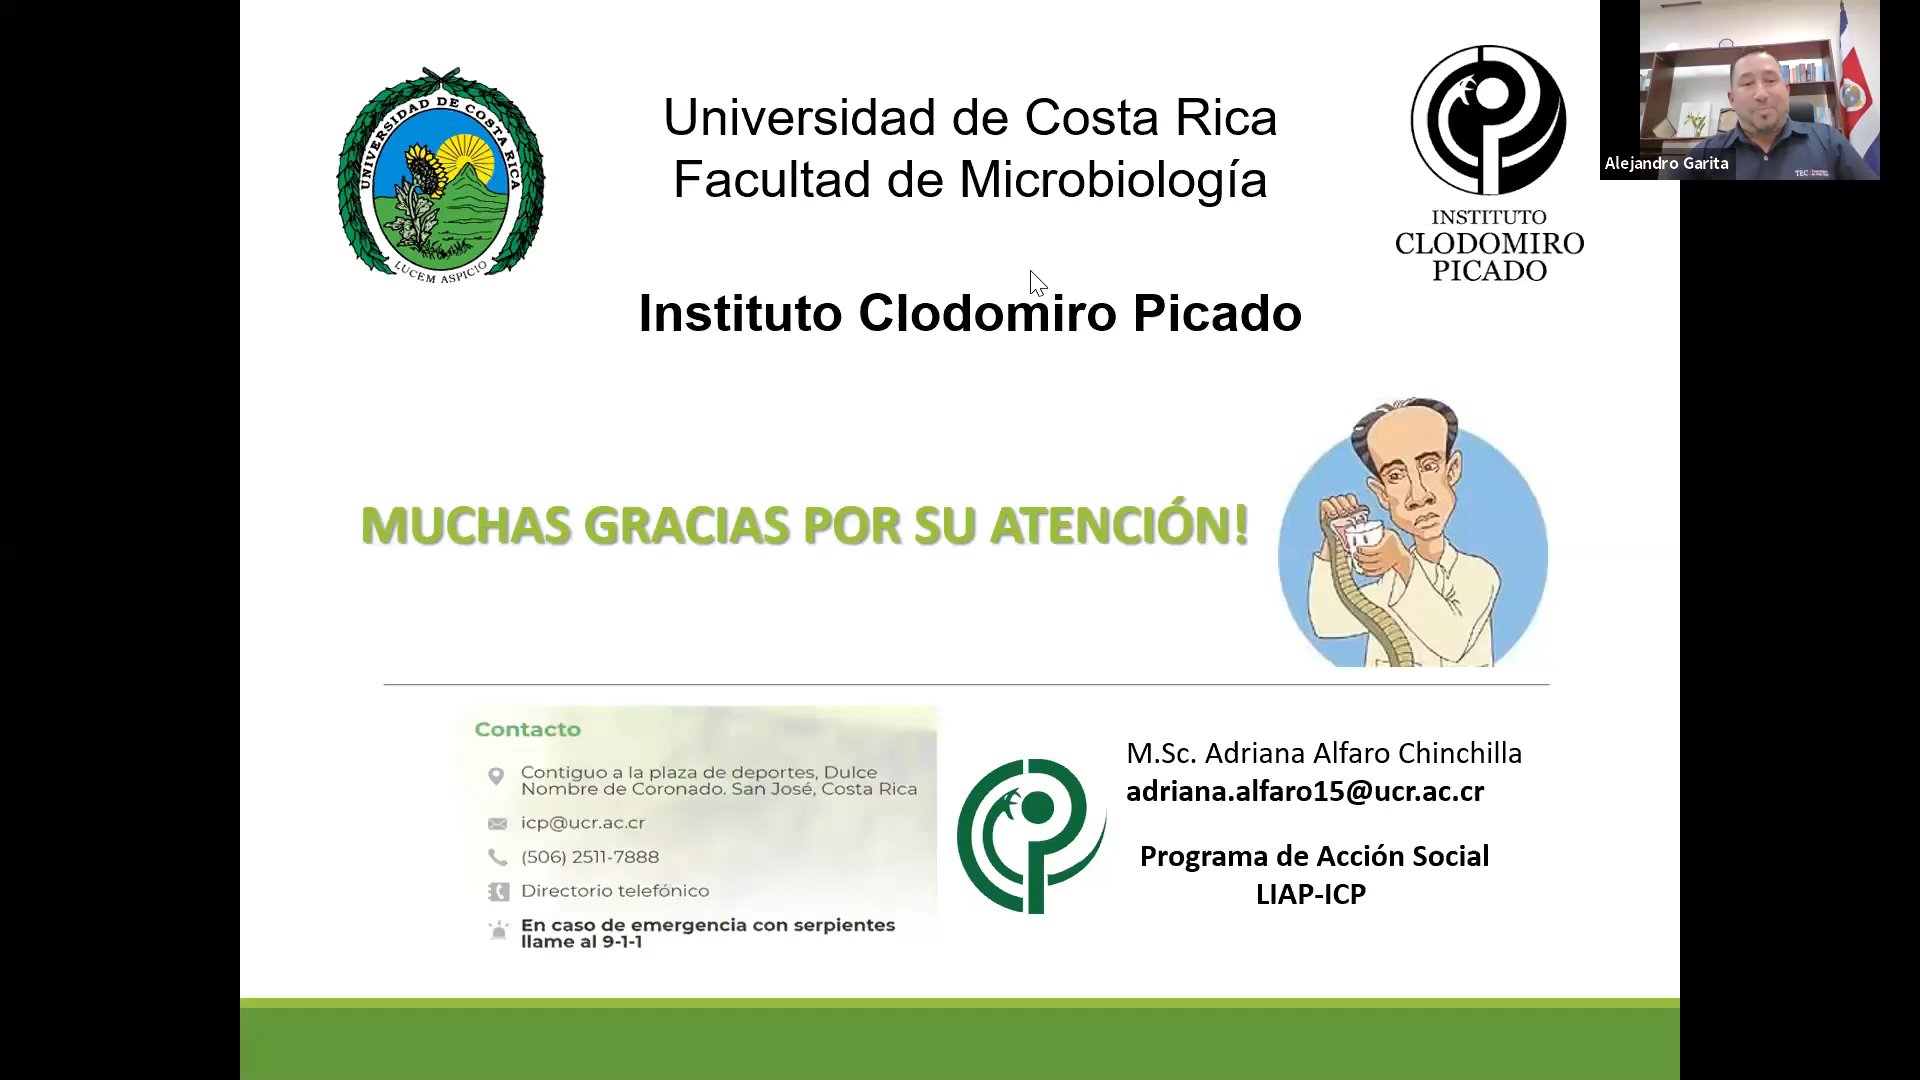 UNIVERSIDAD DE COSTA RICA
LUCEM ASPICIO
Universidad de Costa Rica
Facultad de Microbiología
INSTITUTO
CLODOMIRO
PICADO
Alejandro Garita
TEC
Instituto Clodomiro Picado
MUCHAS GRACIAS POR SU ATENCIÓN!
Contacto
Contiguo a la plaza de deportes, Dulce
Nombre de Coronado. San José, Costa Rica
icp@ucr.ac.cr
(506) 2511-7888
Directorio telefónico
En caso de emergencia con serpientes
llame al 9-1-1
M.Sc. Adriana Alfaro Chinchilla
adriana.alfaro15@ucr.ac.cr
Programa de Acción Social
LIAP-ICP